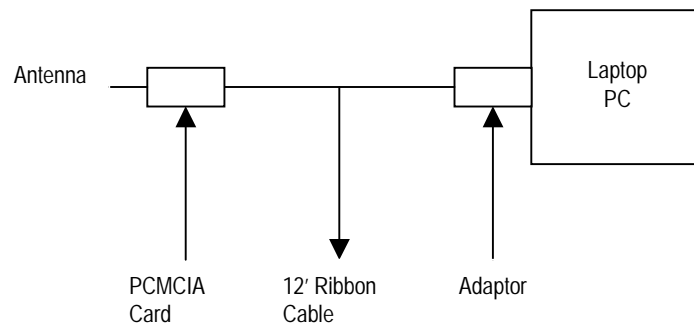 Antenna
Laptop
PC
PCMCIA
Card
12′ Ribbon
Cable
Adaptor